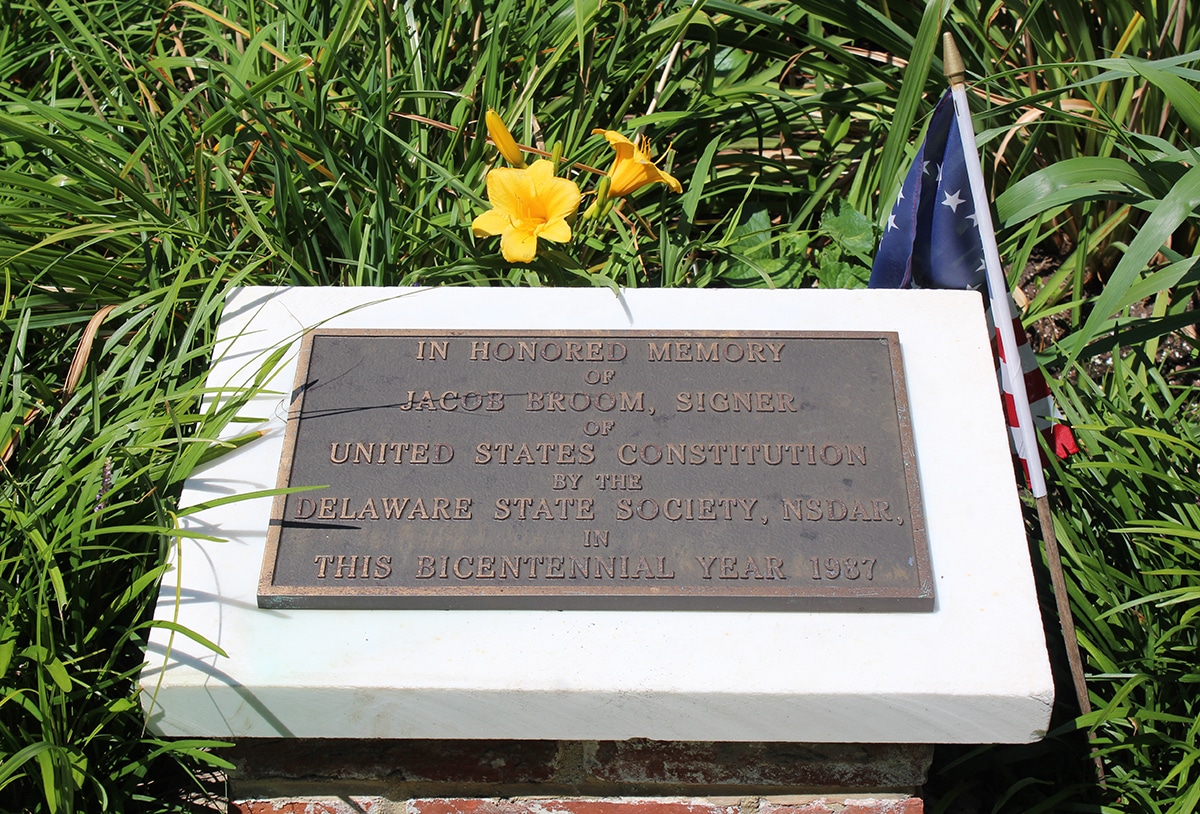 IN HONORED MEMORY
OF
JACOB BROOM, SIGNER
OF
UNITED STATES CONSTITUTION
BY THE
DELAWARE STATE SOCIETY, NSDAR,
IN
THIS BICENTENNIAL YEAR 1987